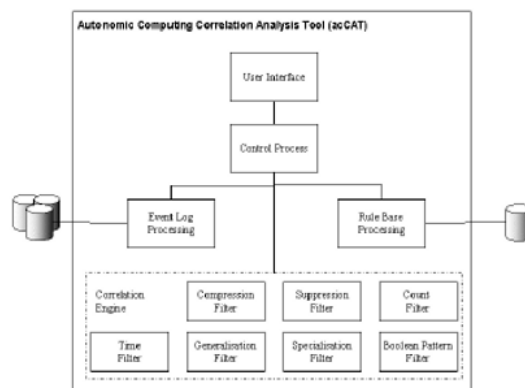 Autonomic Computing Correlation Analysis Tool (acCAT)
User Interface
Control Process
Event Log
Processing
Rule Base
Processing
Correlation
Engine
Compression
Filter
Suppression
Filter
Count
Filter
Time
Filter
Generalisation
Filter
Specialisation
Filter
Boolean Pattern
Filter